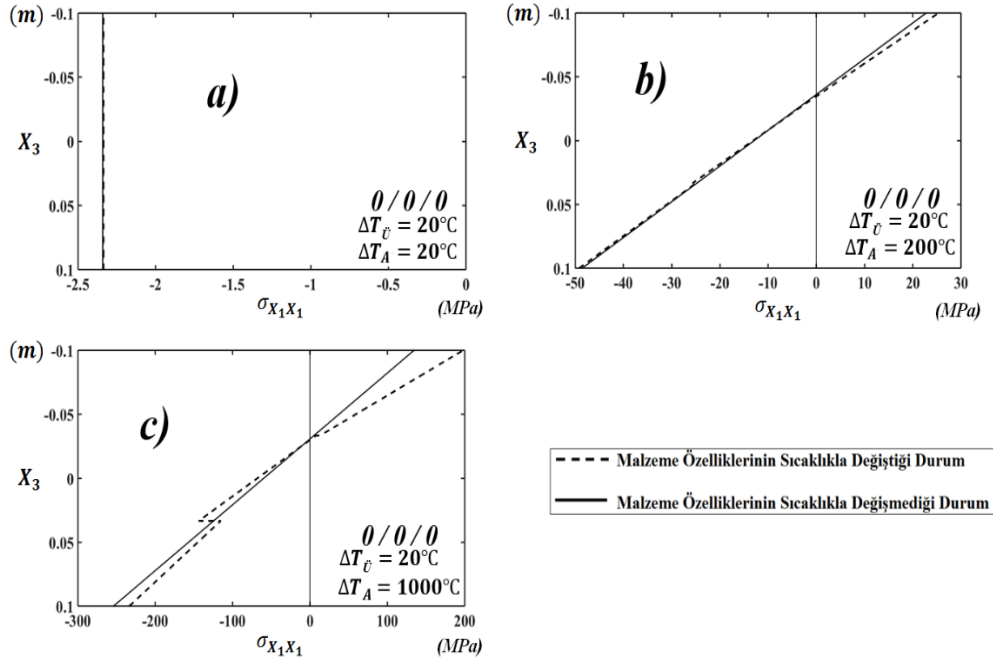 (m)
-0.1
-0.05
X₃
0
0.05
0.1
-2.5
-2
-1.5
-1
-0.5
0
σX₁X₁
(MPa)
a)
0/0/0
ΔTÜ = 20°C
ΔTA = 20°C
(m)
-0.1
-0.05
X₃
0
0.05
0.1
-50
-40
-30
-20
-10
0
10
20
30
σX₁X₁
(MPa)
b)
0/0/0
ΔTÜ = 20°C
ΔTA = 200°C
(m)
-0.1
-0.05
X₃
0
0.05
0.1
-300
-200
-100
0
100
200
σX₁X₁
(MPa)
c)
0/0/0
ΔTÜ = 20°C
ΔTA = 1000°C
Malzeme Özelliklerinin Sıcaklıkla Değiştiği Durum
Malzeme Özelliklerinin Sıcaklıkla Değişmediği Durum